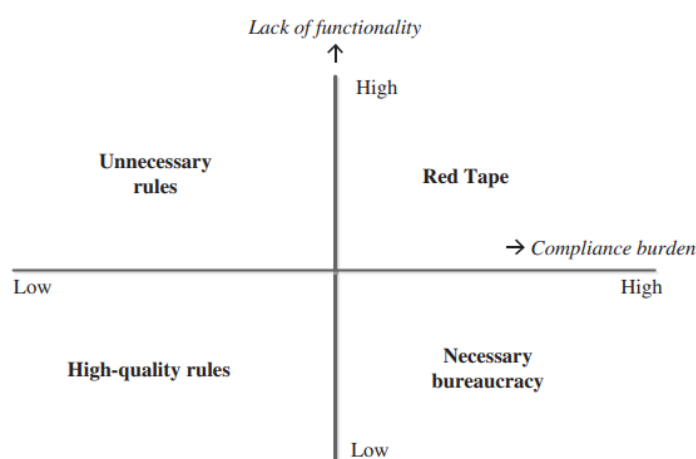 Lack of functionality
↑
High
Unnecessary
rules
Red Tape
→ Compliance burden
Low
High
High-quality rules
Necessary
bureaucracy
Low